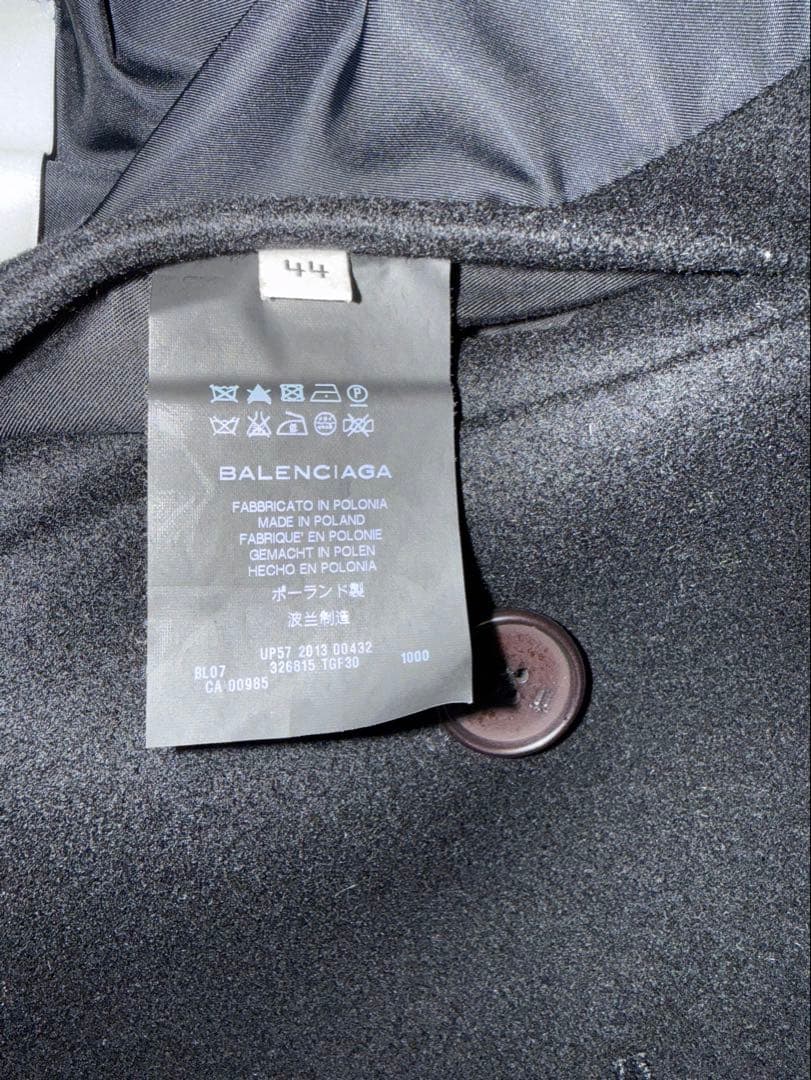 44
BALENCIAGA
FABBRICATO IN POLONIA
MADE IN POLAND
FABRIQUE' EN POLONIE
GEMACHT IN POLEN
HECHO EN POLONIA
ポーランド製
波兰制造
UP57 2013 00432
BL07 326815 TGF30 1000
CA 00985